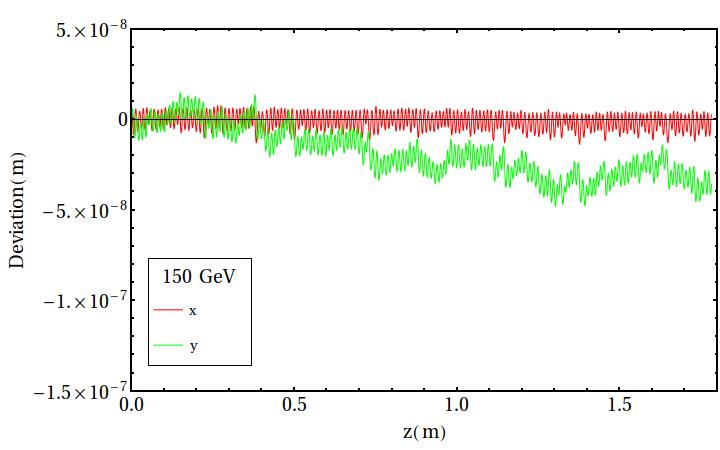 5.×10⁻⁸
0
−5.×10⁻⁸
−1.×10⁻⁷
−1.5×10⁻⁷
Deviation(m)
150 GeV
x
y
0.0 0.5 1.0 1.5
z(m)